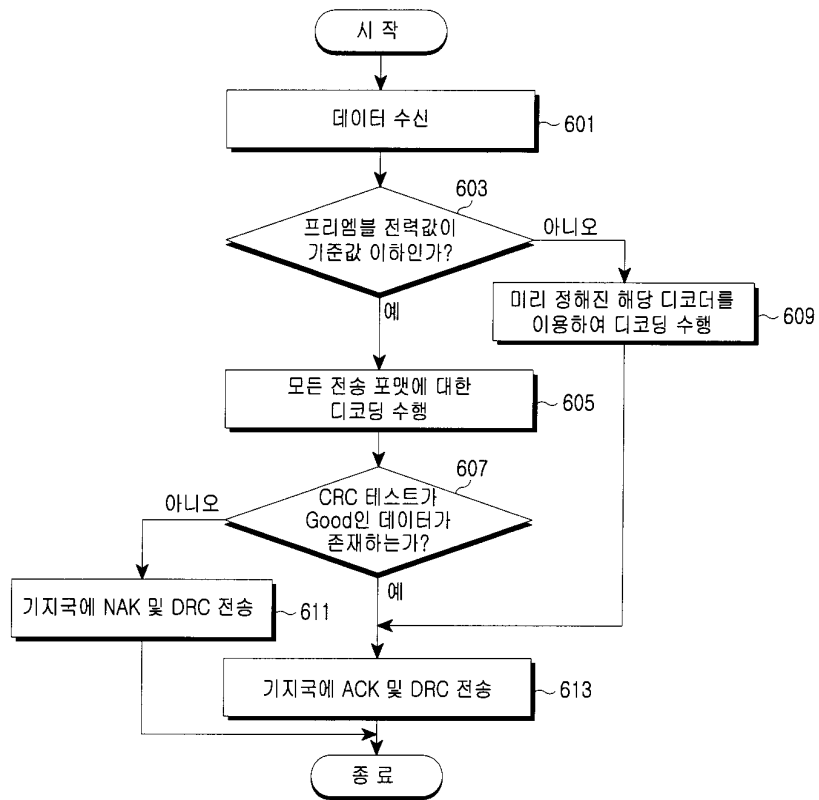 시 작
데이터 수신
601
603
프리엠블 전력값이
기준값 이하인가?
아니오
예
미리 정해진 해당 디코더를
이용하여 디코딩 수행
609
모든 전송 포맷에 대한
디코딩 수행
605
607
CRC 테스트가
Good인 데이터가
존재하는가?
아니오
예
기지국에 NAK 및 DRC 전송
611
기지국에 ACK 및 DRC 전송
613
종 료